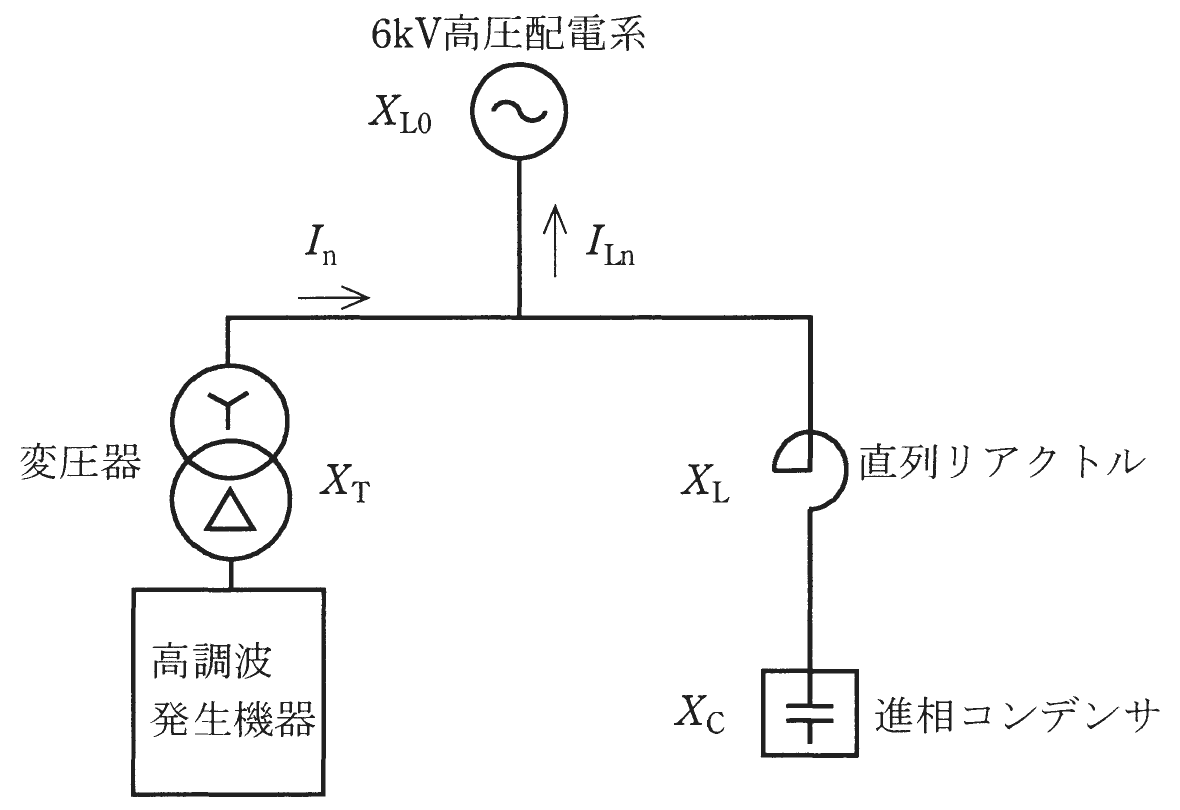 6kV高圧配電系
X_L0
I_n
I_Ln
変圧器
X_T
X_L
直列リアクトル
高調波
発生機器
X_C
進相コンデンサ